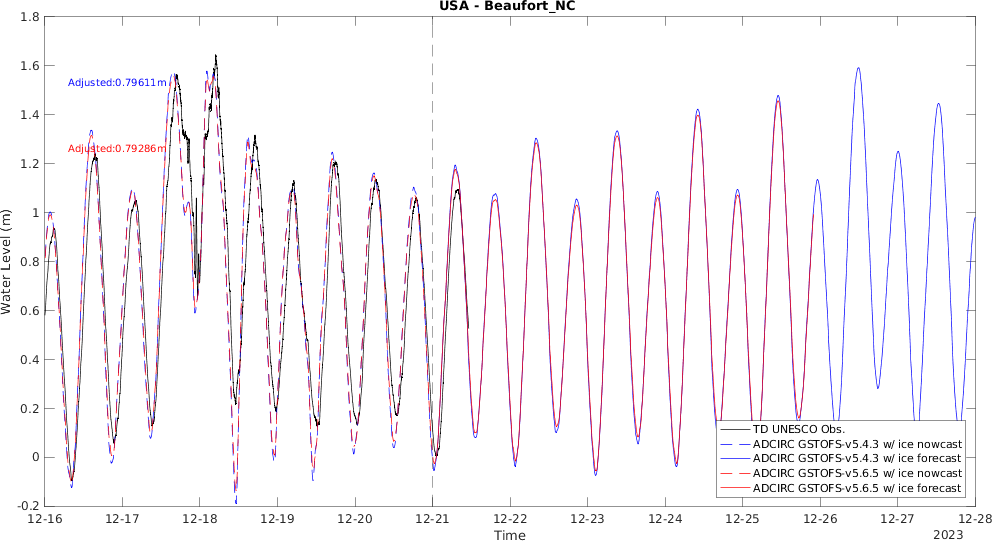 USA - Beaufort_NC
1.8
1.6
1.4
1.2
1
0.8
0.6
0.4
0.2
0
-0.2
Water Level (m)
Adjusted:0.79611m
Adjusted:0.79286m
TD UNESCO Obs.
ADCIRC GSTOFS-v5.4.3 w/ ice nowcast
ADCIRC GSTOFS-v5.4.3 w/ ice forecast
ADCIRC GSTOFS-v5.6.5 w/ ice nowcast
ADCIRC GSTOFS-v5.6.5 w/ ice forecast
12-16 12-17 12-18 12-19 12-20 12-21 12-22 12-23 12-24 12-25 12-26 12-27 12-28
Time
2023